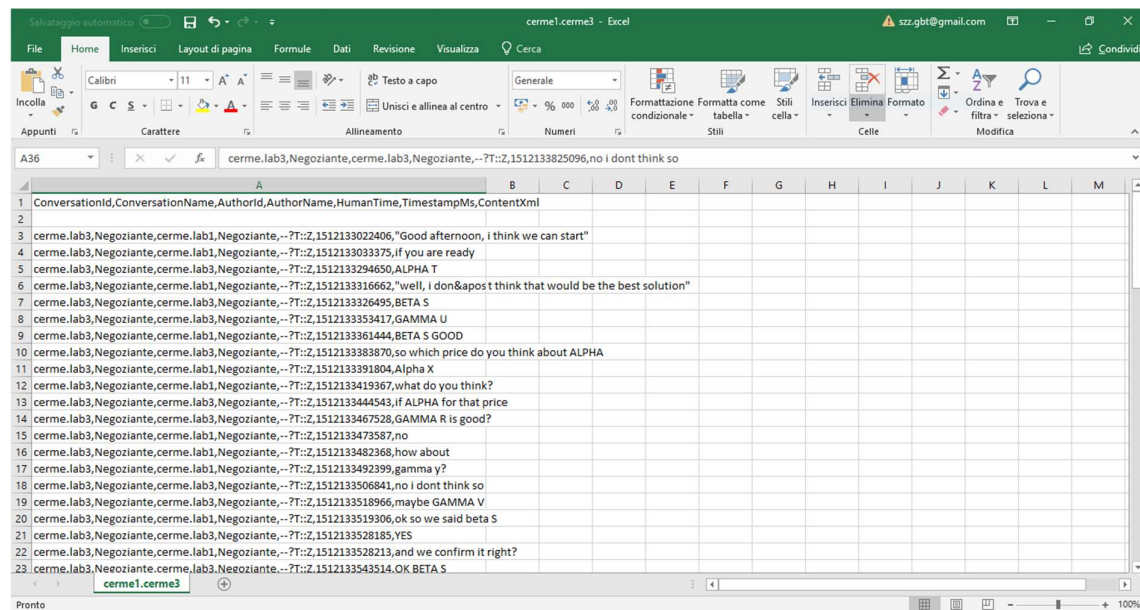 Salvataggio automatico
cerme1.cerme3 - Excel
szz.gbt@gmail.com
File Home Inserisci Layout di pagina Formule Dati Revisione Visualizza Cerca Condividi
Incolla
Calibri 11 A A
G C S A
Testo a capo
Unisci e allinea al centro
Generale
% 000
Formattazione condizionale
Formatta come tabella
Stili cella
Inserisci Elimina Formato
Ordina e filtra
Trova e seleziona
Appunti Carattere Allineamento Numeri Stili Celle Modifica
A36 fx cerme.lab3,Negoziante,cerme.lab3,Negoziante,--?T::Z,1512133825096,no i dont think so
A B C D E F G H I J K L M
1 ConversationId,ConversationName,AuthorId,AuthorName,HumanTime,TimestampMs,ContentXml
2
3 cerme.lab3,Negoziante,cerme.lab1,Negoziante,--?T::Z,1512133022406,"Good afternoon, i think we can start"
4 cerme.lab3,Negoziante,cerme.lab1,Negoziante,--?T::Z,1512133033375,if you are ready
5 cerme.lab3,Negoziante,cerme.lab3,Negoziante,--?T::Z,1512133294650,ALPHA T
6 cerme.lab3,Negoziante,cerme.lab1,Negoziante,--?T::Z,1512133316662,"well, i don&apost think that would be the best solution"
7 cerme.lab3,Negoziante,cerme.lab3,Negoziante,--?T::Z,1512133326495,BETA S
8 cerme.lab3,Negoziante,cerme.lab3,Negoziante,--?T::Z,1512133353417,GAMMA U
9 cerme.lab3,Negoziante,cerme.lab1,Negoziante,--?T::Z,1512133361444,BETA S GOOD
10 cerme.lab3,Negoziante,cerme.lab3,Negoziante,--?T::Z,1512133383870,so which price do you think about ALPHA
11 cerme.lab3,Negoziante,cerme.lab1,Negoziante,--?T::Z,1512133391804,Alpha X
12 cerme.lab3,Negoziante,cerme.lab1,Negoziante,--?T::Z,1512133419367,what do you think?
13 cerme.lab3,Negoziante,cerme.lab3,Negoziante,--?T::Z,1512133444543,if ALPHA for that price
14 cerme.lab3,Negoziante,cerme.lab3,Negoziante,--?T::Z,1512133467528,GAMMA R is good?
15 cerme.lab3,Negoziante,cerme.lab1,Negoziante,--?T::Z,1512133473587,no
16 cerme.lab3,Negoziante,cerme.lab1,Negoziante,--?T::Z,1512133482368,how about
17 cerme.lab3,Negoziante,cerme.lab1,Negoziante,--?T::Z,1512133492399,gamma y?
18 cerme.lab3,Negoziante,cerme.lab3,Negoziante,--?T::Z,1512133506841,no i dont think so
19 cerme.lab3,Negoziante,cerme.lab3,Negoziante,--?T::Z,1512133518966,maybe GAMMA V
20 cerme.lab3,Negoziante,cerme.lab1,Negoziante,--?T::Z,1512133519306,ok so we said beta S
21 cerme.lab3,Negoziante,cerme.lab3,Negoziante,--?T::Z,1512133528185,YES
22 cerme.lab3,Negoziante,cerme.lab1,Negoziante,--?T::Z,1512133528213,and we confirm it right?
23 cerme.lab3,Negoziante,cerme.lab3,Negoziante,--?T::Z,1512133543514,OK BETA S
cerme1.cerme3
Pronto
100%